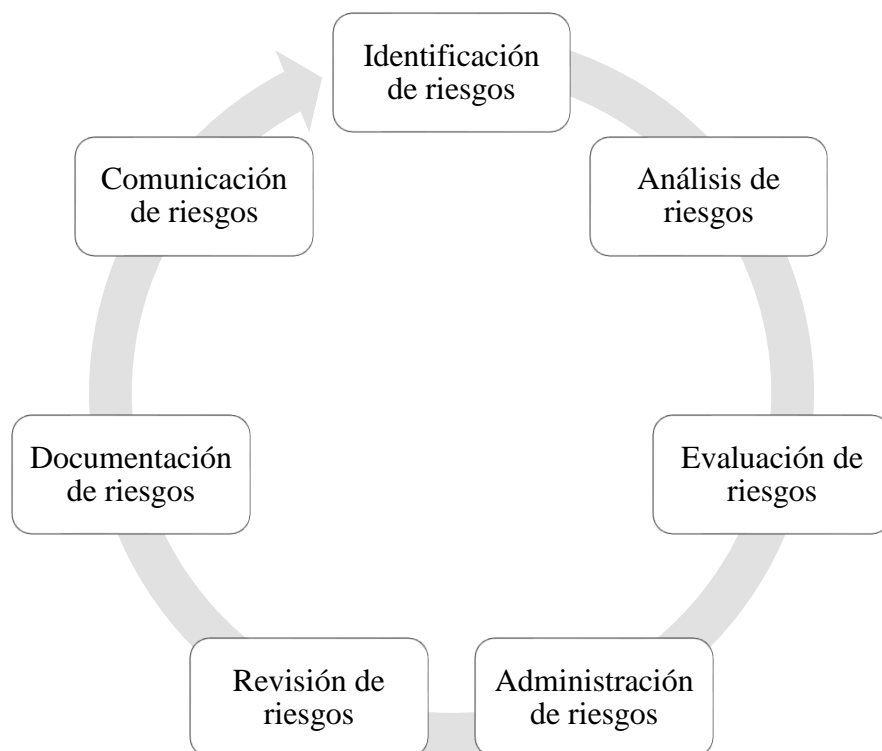 Identificación
de riesgos
Análisis de
riesgos
Evaluación de
riesgos
Administración
de riesgos
Revisión de
riesgos
Documentación
de riesgos
Comunicación
de riesgos